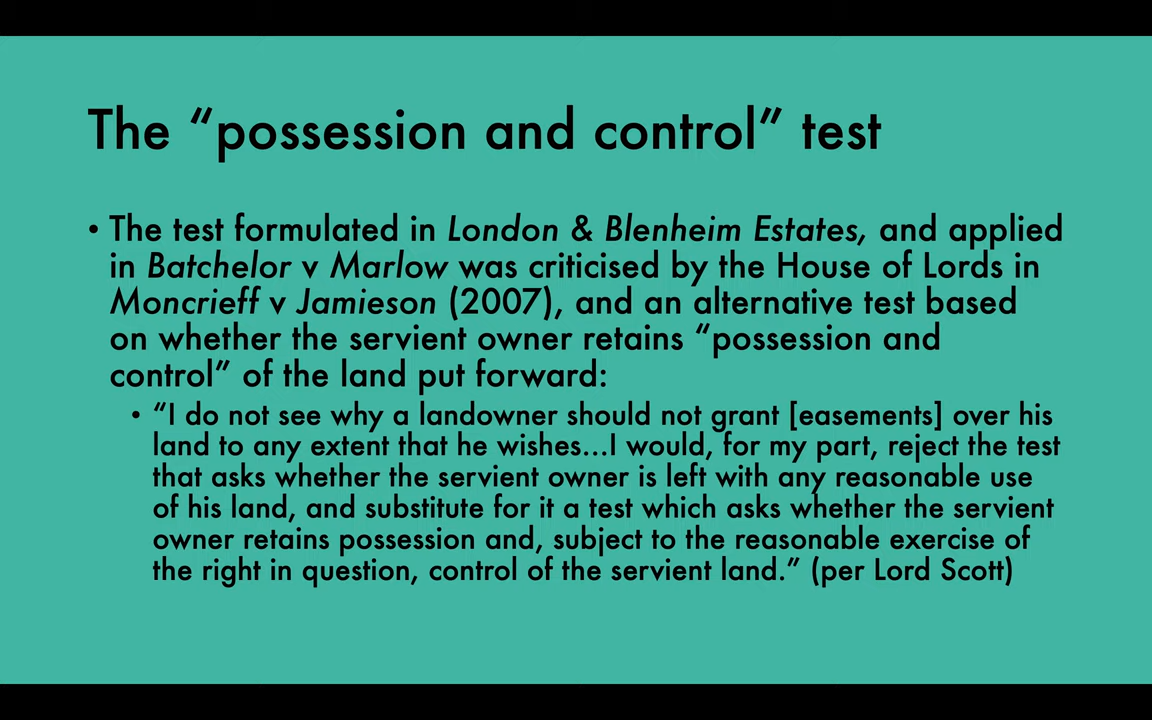 The “possession and control” test
• The test formulated in London & Blenheim Estates, and applied
in Batchelor v Marlow was criticised by the House of Lords in
Moncrieff v Jamieson (2007), and an alternative test based
on whether the servient owner retains “possession and
control” of the land put forward:
• “I do not see why a landowner should not grant [easements] over his
land to any extent that he wishes...I would, for my part, reject the test
that asks whether the servient owner is left with any reasonable use
of his land, and substitute for it a test which asks whether the servient
owner retains possession and, subject to the reasonable exercise of
the right in question, control of the servient land.” (per Lord Scott)